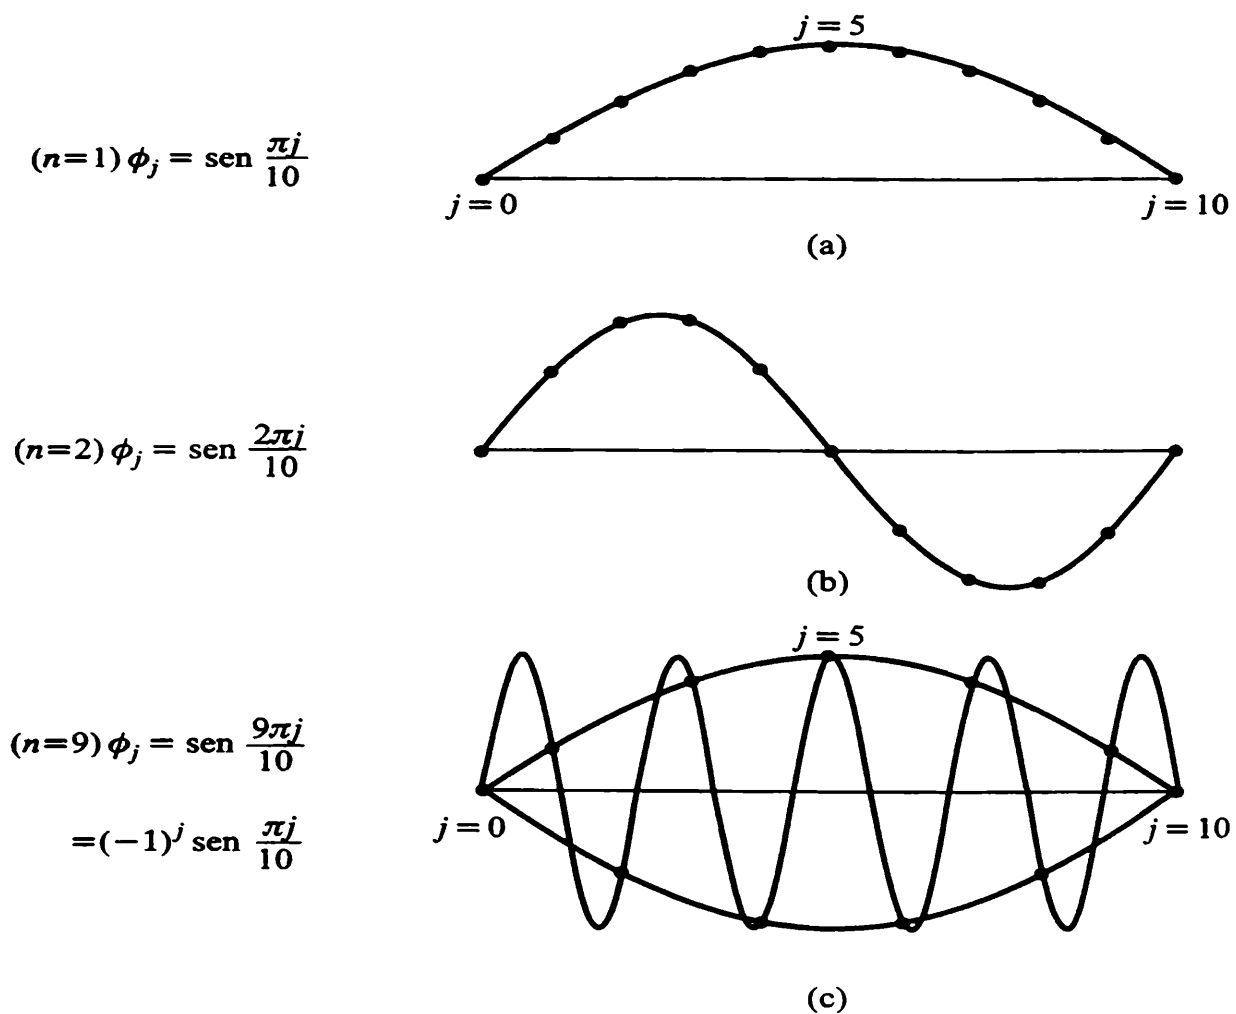 j = 5
(n=1) ϕ_j = sen πj/10
j = 0
j = 10
(a)
(n=2) ϕ_j = sen 2πj/10
(b)
j = 5
(n=9) ϕ_j = sen 9πj/10
j = 0
j = 10
=(−1)^j sen πj/10
(c)